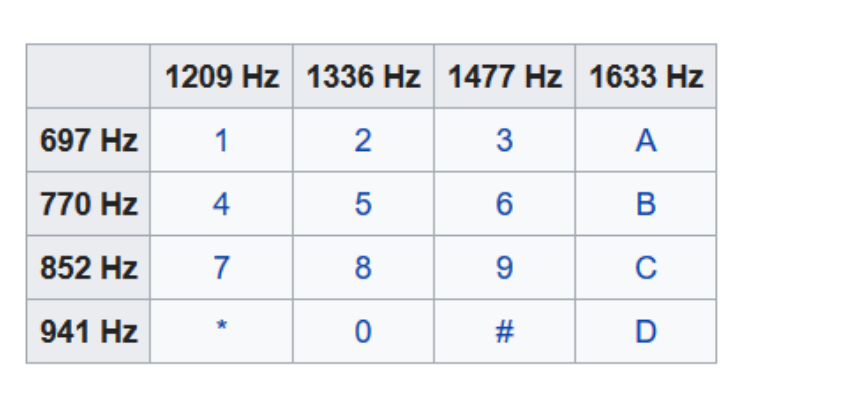 1209 Hz 1336 Hz 1477 Hz 1633 Hz
697 Hz 1 2 3 A
770 Hz 4 5 6 B
852 Hz 7 8 9 C
941 Hz * 0 # D